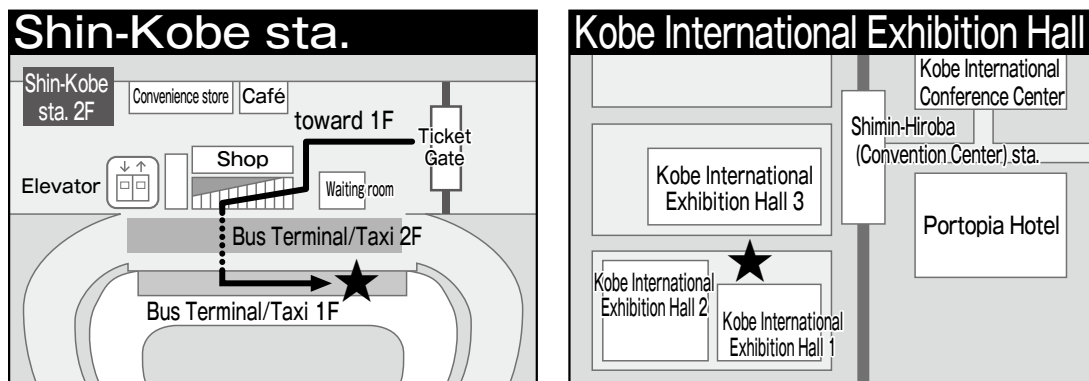 Shin-Kobe sta.
Shin-Kobe
sta. 2F
Convenience store
Café
toward 1F
Ticket
Gate
Shop
Elevator
Waiting room
Bus Terminal/Taxi 2F
Bus Terminal/Taxi 1F
Kobe International Exhibition Hall
Kobe International
Conference Center
Shimin-Hiroba
(Convention Center) sta.
Kobe International
Exhibition Hall 3
Portopia Hotel
Kobe International
Exhibition Hall 2
Kobe International
Exhibition Hall 1